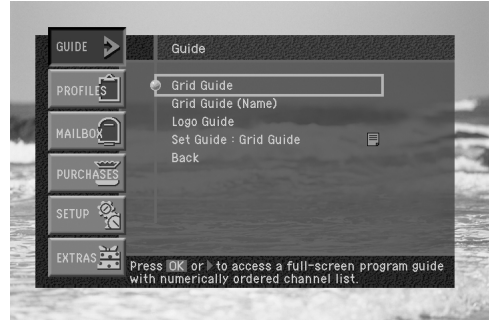 GUIDE
Guide
PROFILES
MAILBOX
PURCHASES
SETUP
EXTRAS
Grid Guide
Grid Guide (Name)
Logo Guide
Set Guide : Grid Guide
Back
Press OK or to access a full-screen program guide
with numerically ordered channel list.